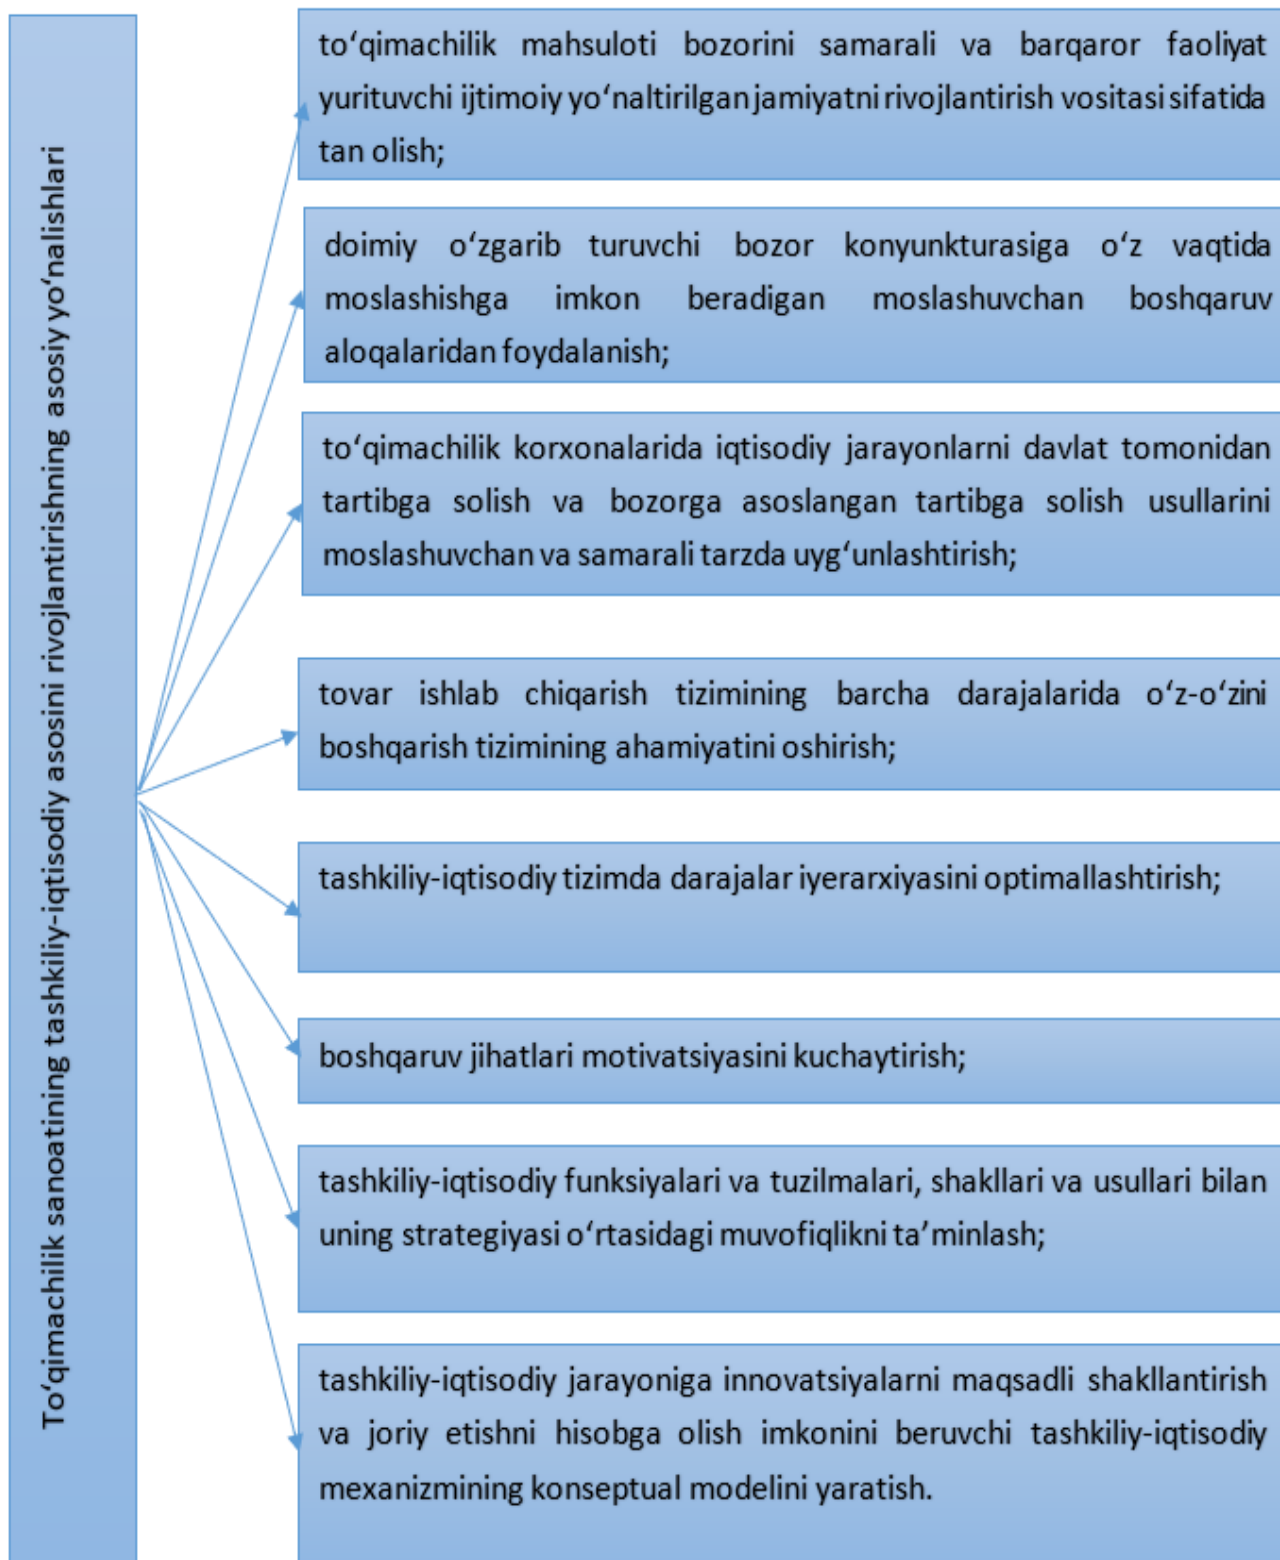 To‘qimachilik sanoatining tashkiliy-iqtisodiy asosini rivojlantirishning asosiy yo‘nalishlari
to‘qimachilik mahsuloti bozorini samarali va barqaror faoliyat
yurituvchi ijtimoiy yo‘naltirilgan jamiyatni rivojlantirish vositasi sifatida
tan olish;
doimiy o‘zgarib turuvchi bozor konyunkturasiga o‘z vaqtida
moslashishga imkon beradigan moslashuvchan boshqaruv
aloqalaridan foydalanish;
to‘qimachilik korxonalarida iqtisodiy jarayonlarni davlat tomonidan
tartibga solish va bozorga asoslangan tartibga solish usullarini
moslashuvchan va samarali tarzda uyg‘unlashtirish;
tovar ishlab chiqarish tizimining barcha darajalarida o‘z-o‘zini
boshqarish tizimining ahamiyatini oshirish;
tashkiliy-iqtisodiy tizimda darajalar iyerarxiyasini optimallashtirish;
boshqaruv jihatlari motivatsiyasini kuchaytirish;
tashkiliy-iqtisodiy funksiyalari va tuzilmalari, shakllari va usullari bilan
uning strategiyasi o‘rtasidagi muvofiqlikni ta’minlash;
tashkiliy-iqtisodiy jarayoniga innovatsiyalarni maqsadli shakllantirish
va joriy etishni hisobga olish imkonini beruvchi tashkiliy-iqtisodiy
mexanizmining konseptual modelini yaratish.